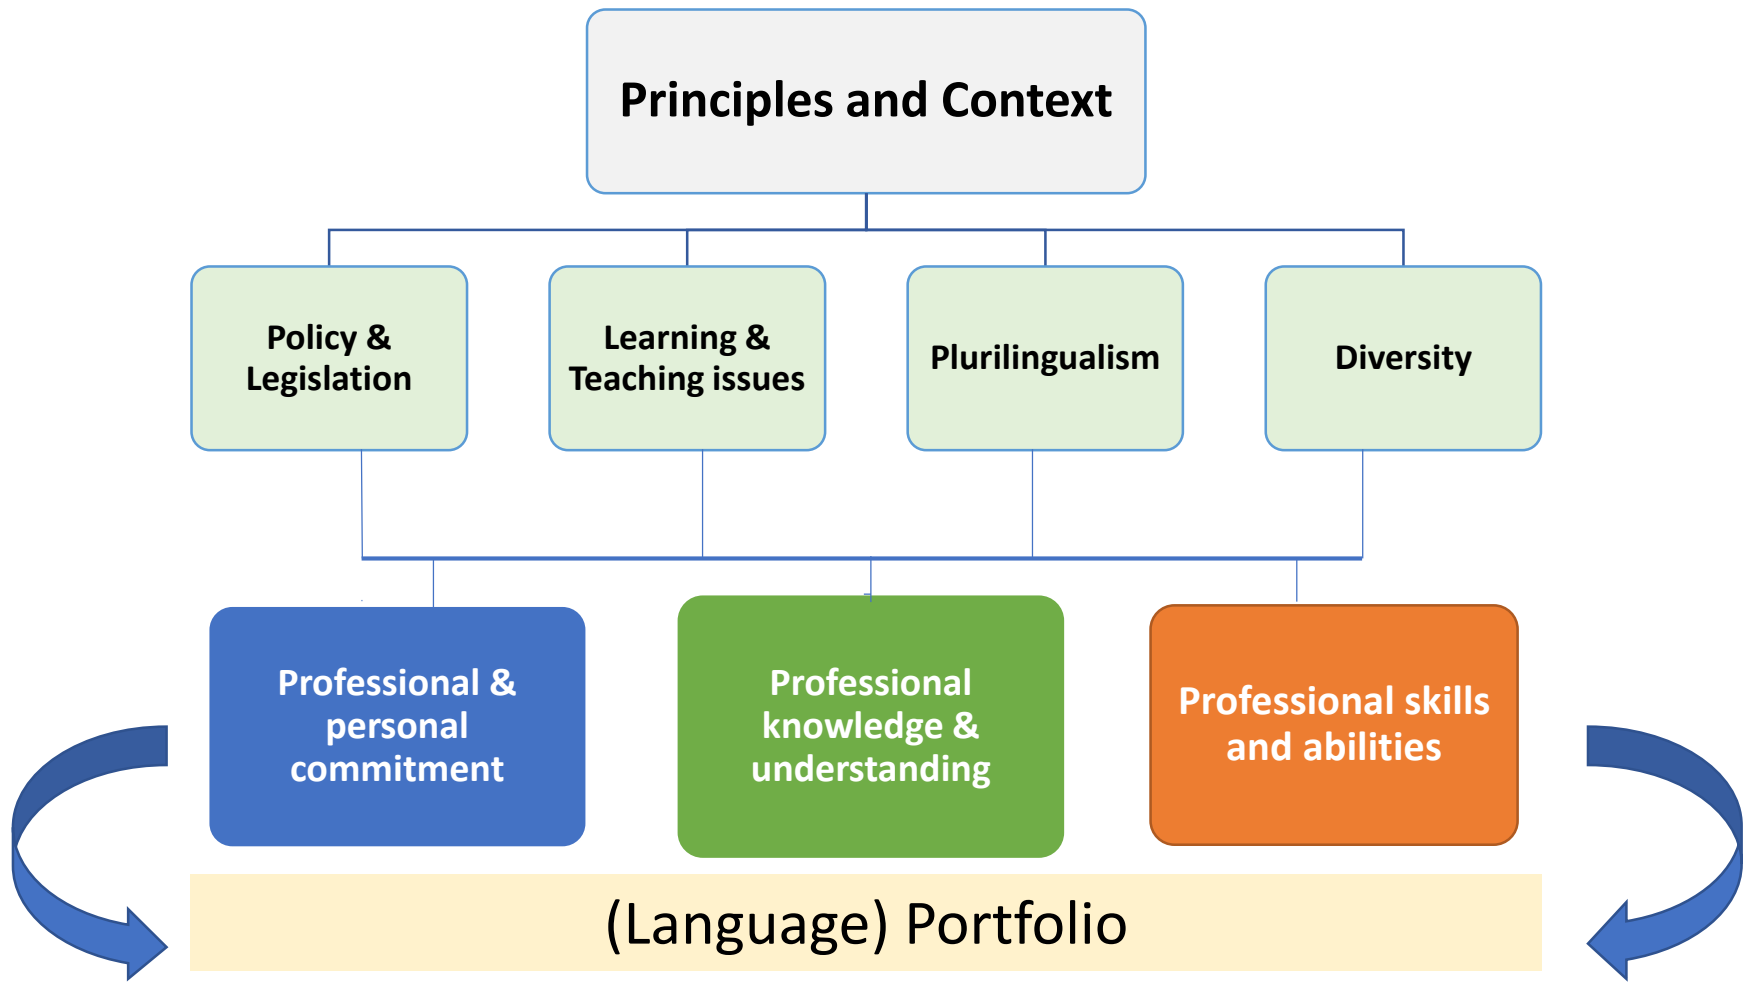 Principles and Context
Policy &
Legislation
Learning &
Teaching issues
Plurilingualism
Diversity
Professional &
personal
commitment
Professional
knowledge &
understanding
Professional skills
and abilities
(Language) Portfolio